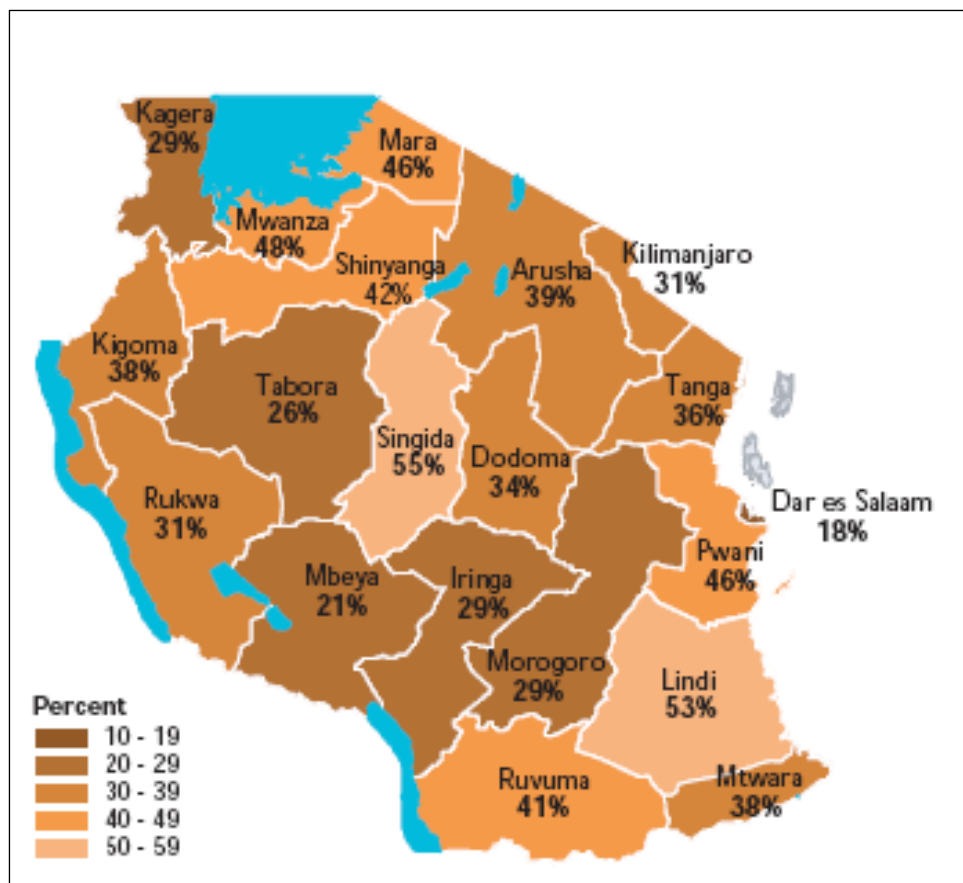 Kagera
29%
Mara
46%
Mwanza
48%
Shinyanga
42%
Arusha
39%
Kilimanjaro
31%
Kigoma
38%
Tabora
26%
Singida
55%
Dodoma
34%
Tanga
36%
Rukwa
31%
Dar es Salaam
18%
Pwani
46%
Mbeya
21%
Iringa
29%
Morogoro
29%
Lindi
53%
Ruvuma
41%
Mtwara
38%
Percent
10 - 19
20 - 29
30 - 39
40 - 49
50 - 59